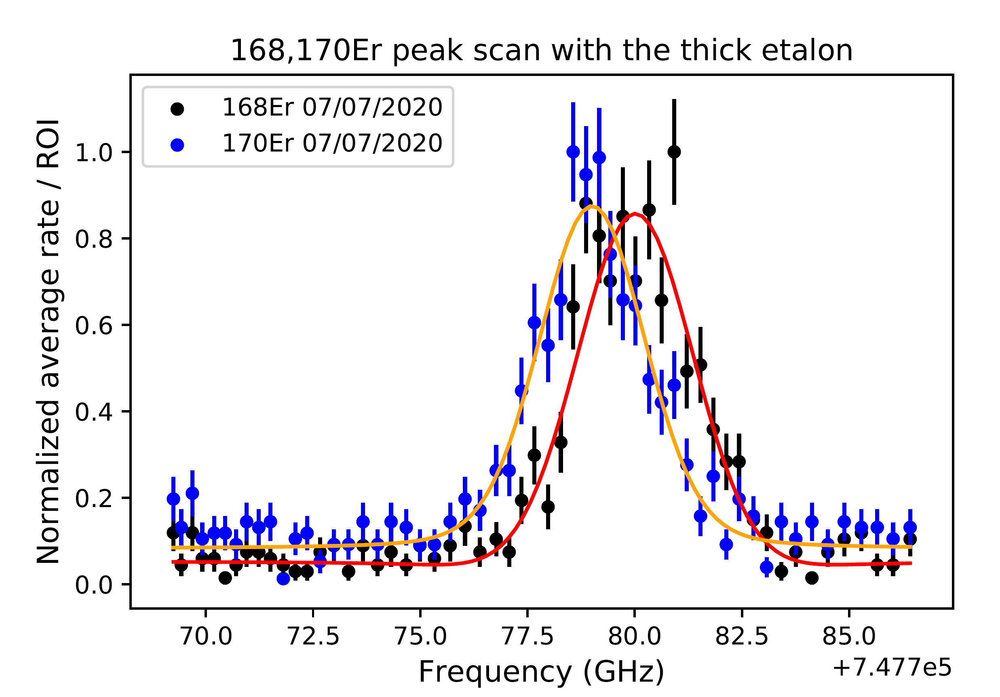 168,170Er peak scan with the thick etalon
168Er 07/07/2020
170Er 07/07/2020
Normalized average rate / ROI
1.0
0.8
0.6
0.4
0.2
0.0
70.0 72.5 75.0 77.5 80.0 82.5 85.0
+7.477e5
Frequency (GHz)